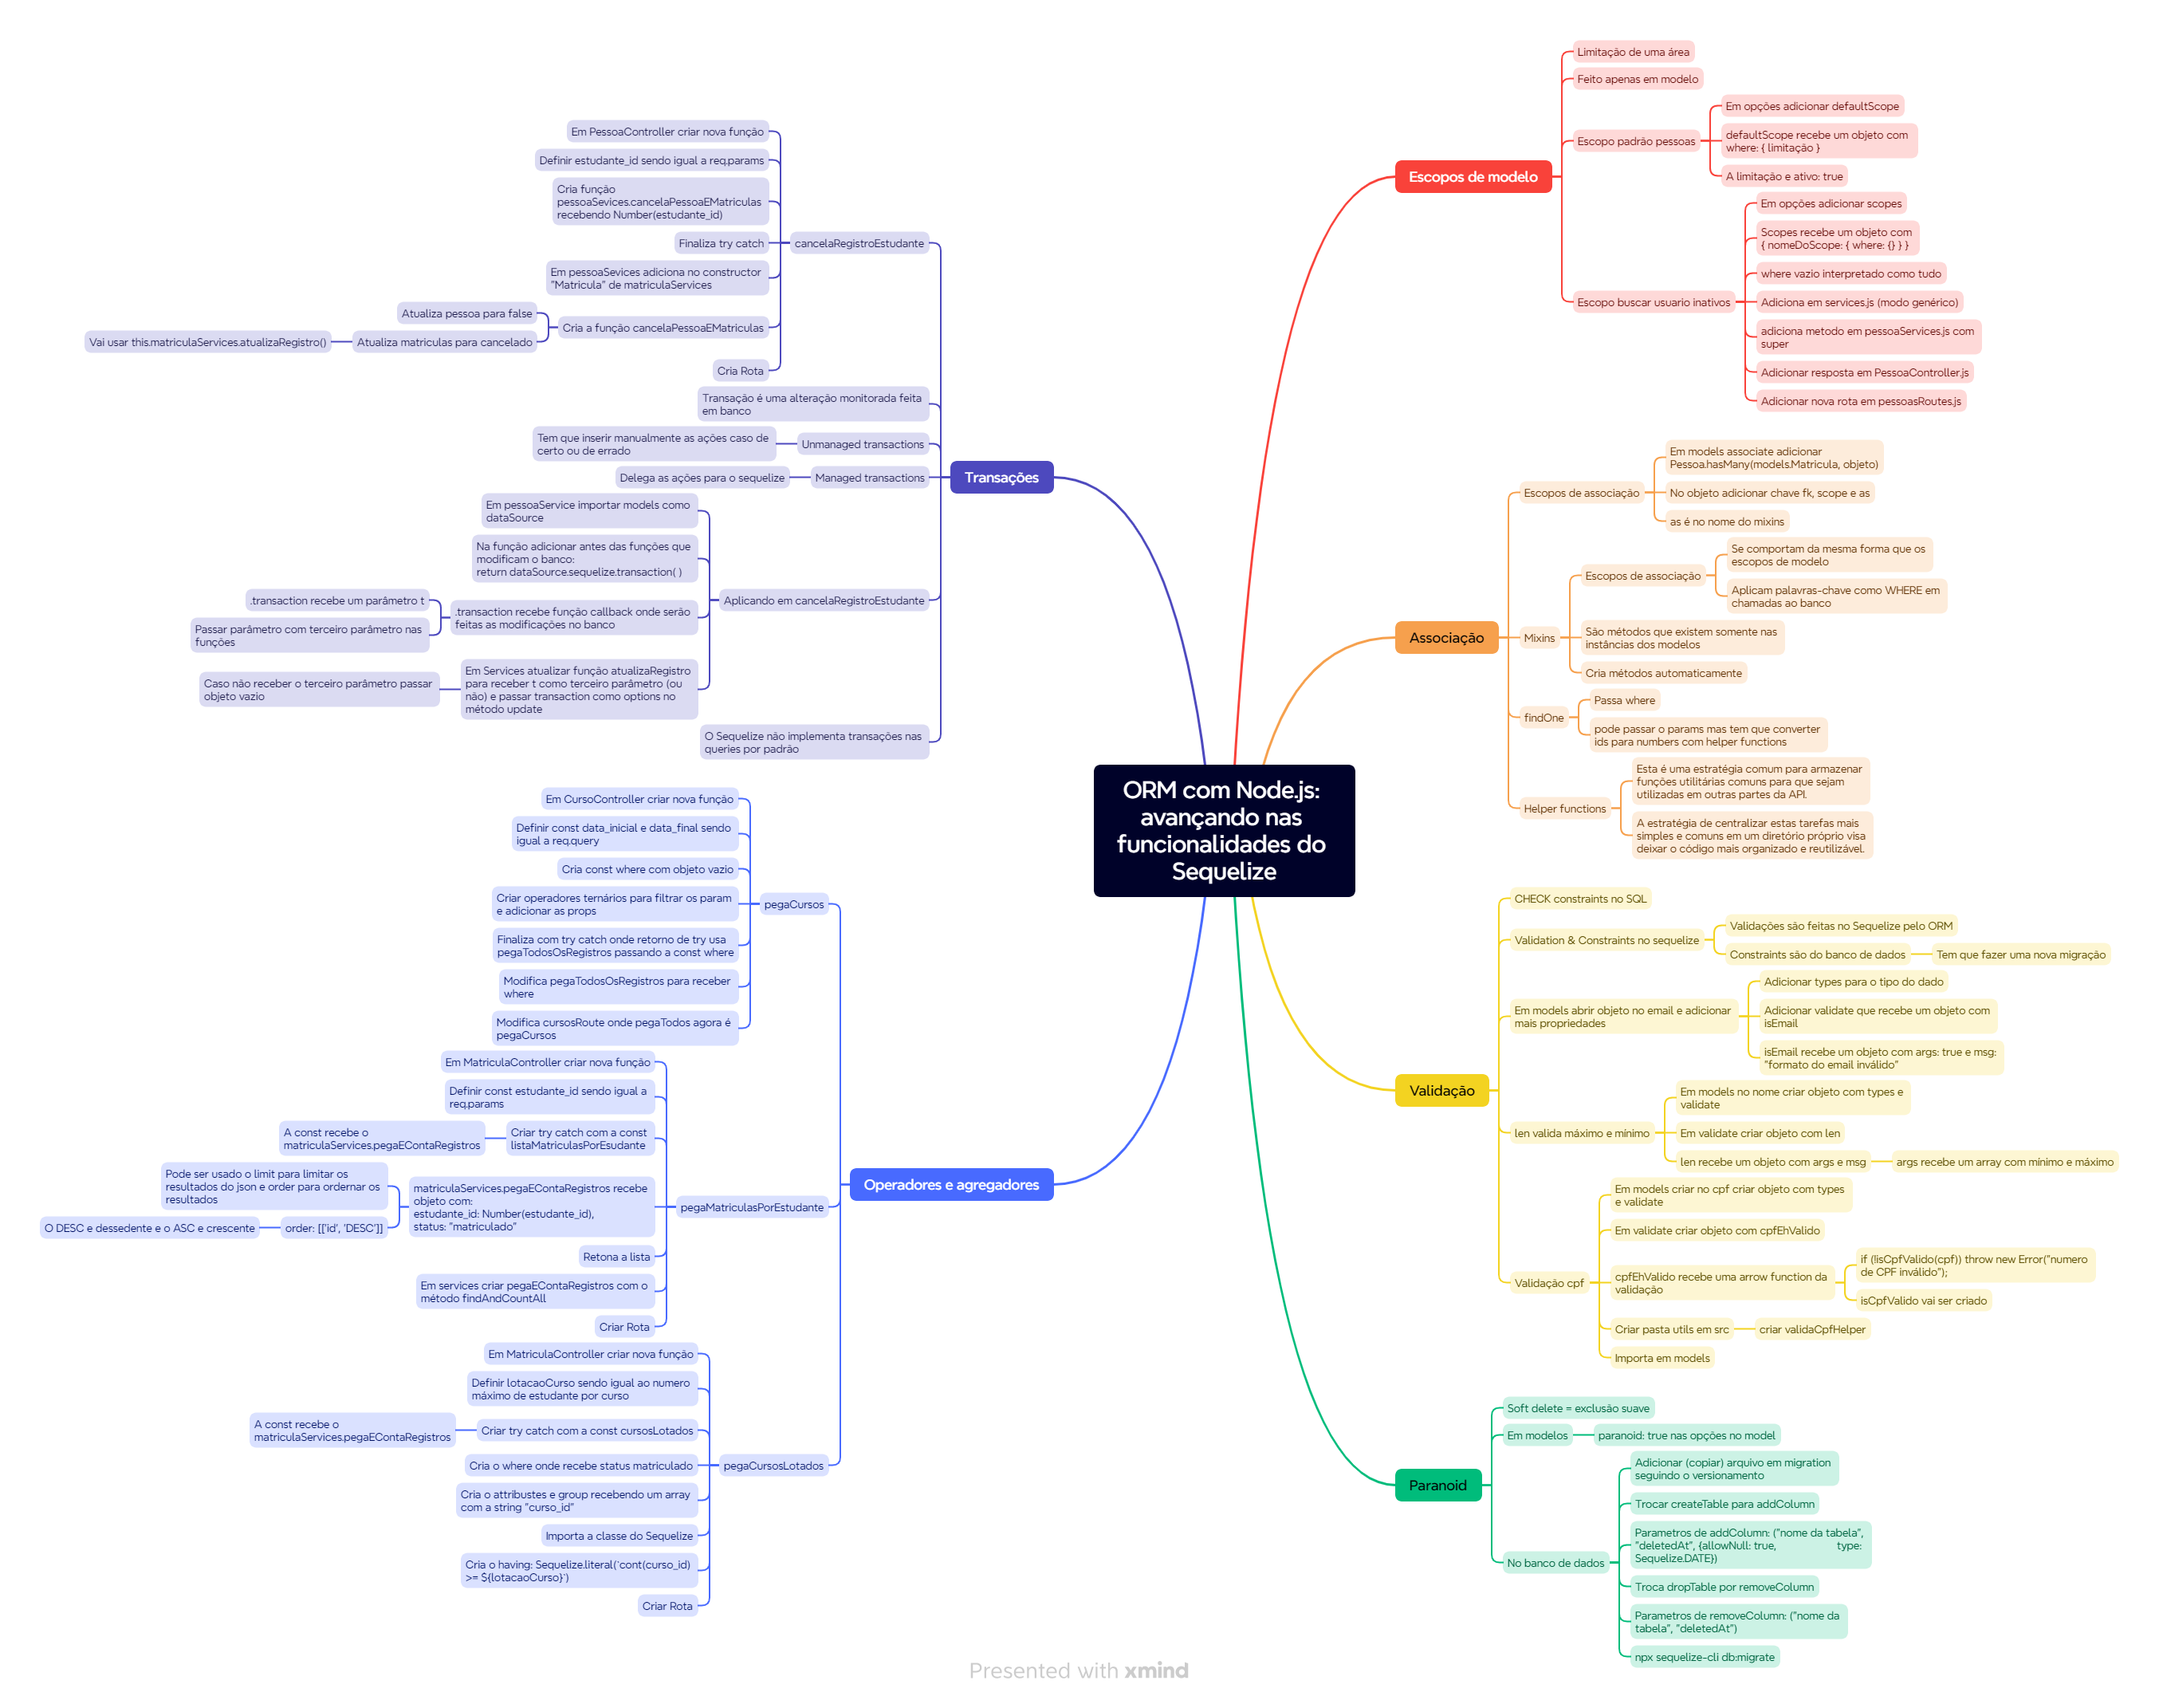 ORM com Node.js:
avançando nas
funcionalidades do
Sequelize
Escopos de modelo
Limitação de uma área
Feito apenas em modelo
Escopo padrão pessoas
Em opções adicionar defaultScope
defaultScope recebe um objeto com
where: { limitação }
A limitação e ativo: true
Escopo buscar usuario inativos
Em opções adicionar scopes
Scopes recebe um objeto com
{ nomeDoScope: { where: {} } }
where vazio interpretado como tudo
Adiciona em services.js (modo genérico)
adiciona metodo em pessoaServices.js com
super
Adicionar resposta em PessoaController.js
Adicionar nova rota em pessoasRoutes.js
Associação
Escopos de associação
Em models associate adicionar
Pessoa.hasMany(models.Matricula, objeto)
No objeto adicionar chave fk, scope e as
as é no nome do mixins
Mixins
Escopos de associação
Se comportam da mesma forma que os
escopos de modelo
Aplicam palavras-chave como WHERE em
chamadas ao banco
São métodos que existem somente nas
instâncias dos modelos
Cria métodos automaticamente
findOne
Passa where
pode passar o params mas tem que converter
ids para numbers com helper functions
Helper functions
Esta é uma estratégia comum para armazenar
funções utilitárias comuns para que sejam
utilizadas em outras partes da API.
A estratégia de centralizar estas tarefas mais
simples e comuns em um diretório próprio visa
deixar o código mais organizado e reutilizável.
Validação
CHECK constraints no SQL
Validation & Constraints no sequelize
Validações são feitas no Sequelize pelo ORM
Constraints são do banco de dados
Tem que fazer uma nova migração
Em models abrir objeto no email e adicionar
mais propriedades
Adicionar types para o tipo do dado
Adicionar validate que recebe um objeto com
isEmail
isEmail recebe um objeto com args: true e msg:
"formato do email inválido"
len valida máximo e mínimo
Em models no nome criar objeto com types e
validate
Em validate criar objeto com len
len recebe um objeto com args e msg
args recebe um array com mínimo e máximo
Validação cpf
Em models criar no cpf criar objeto com types
e validate
Em validate criar objeto com cpfEhValido
cpfEhValido recebe uma arrow function da
validação
if (!isCpfValido(cpf)) throw new Error("numero
de CPF inválido");
isCpfValido vai ser criado
Criar pasta utils em src
criar validaCpfHelper
Importa em models
Paranoid
Soft delete = exclusão suave
Em modelos
paranoid: true nas opções no model
No banco de dados
Adicionar (copiar) arquivo em migration
seguindo o versionamento
Trocar createTable para addColumn
Parametros de addColumn: ("nome da tabela",
"deletedAt", {allowNull: true, type:
Sequelize.DATE})
Troca dropTable por removeColumn
Parametros de removeColumn: ("nome da
tabela", "deletedAt")
npx sequelize-cli db:migrate
Transações
cancelaRegistroEstudante
Em PessoaController criar nova função
Definir estudante_id sendo igual a req.params
Cria função
pessoaSevices.cancelaPessoaEMatriculas
recebendo Number(estudante_id)
Finaliza try catch
Em pessoaSevices adiciona no constructor
"Matricula" de matriculaServices
Cria a função cancelaPessoaEMatriculas
Atualiza pessoa para false
Atualiza matriculas para cancelado
Vai usar this.matriculaServices.atualizaRegistro()
Cria Rota
Transação é uma alteração monitorada feita
em banco
Unmanaged transactions
Tem que inserir manualmente as ações caso de
certo ou de errado
Managed transactions
Delega as ações para o sequelize
Aplicando em cancelaRegistroEstudante
Em pessoaService importar models como
dataSource
Na função adicionar antes das funções que
modificam o banco:
return dataSource.sequelize.transaction( )
.transaction recebe função callback onde serão
feitas as modificações no banco
.transaction recebe um parâmetro t
Passar parâmetro com terceiro parâmetro nas
funções
Em Services atualizar função atualizaRegistro
para receber t como terceiro parâmetro (ou
não) e passar transaction como options no
método update
Caso não receber o terceiro parâmetro passar
objeto vazio
O Sequelize não implementa transações nas
queries por padrão
Operadores e agregadores
pegaCursos
Em CursoController criar nova função
Definir const data_inicial e data_final sendo
igual a req.query
Cria const where com objeto vazio
Criar operadores ternários para filtrar os param
e adicionar as props
Finaliza com try catch onde retorno de try usa
pegaTodosOsRegistros passando a const where
Modifica pegaTodosOsRegistros para receber
where
Modifica cursosRoute onde pegaTodos agora é
pegaCursos
pegaMatriculasPorEstudante
Em MatriculaController criar nova função
Definir const estudante_id sendo igual a
req.params
Criar try catch com a const
listaMatriculasPorEsudante
A const recebe o
matriculaServices.pegaEContaRegistros
matriculaServices.pegaEContaRegistros recebe
objeto com:
estudante_id: Number(estudante_id),
status: "matriculado"
Pode ser usado o limit para limitar os
resultados do json e order para ordernar os
resultados
order: [['id', 'DESC']]
O DESC e dessedente e o ASC e crescente
Retona a lista
Em services criar pegaEContaRegistros com o
método findAndCountAll
Criar Rota
pegaCursosLotados
Em MatriculaController criar nova função
Definir lotacaoCurso sendo igual ao numero
máximo de estudante por curso
Criar try catch com a const cursosLotados
A const recebe o
matriculaServices.pegaEContaRegistros
Cria o where onde recebe status matriculado
Cria o attribustes e group recebendo um array
com a string "curso_id"
Importa a classe do Sequelize
Cria o having: Sequelize.literal(`cont(curso_id)
>= ${lotacaoCurso}`)
Criar Rota
Presented with xmind